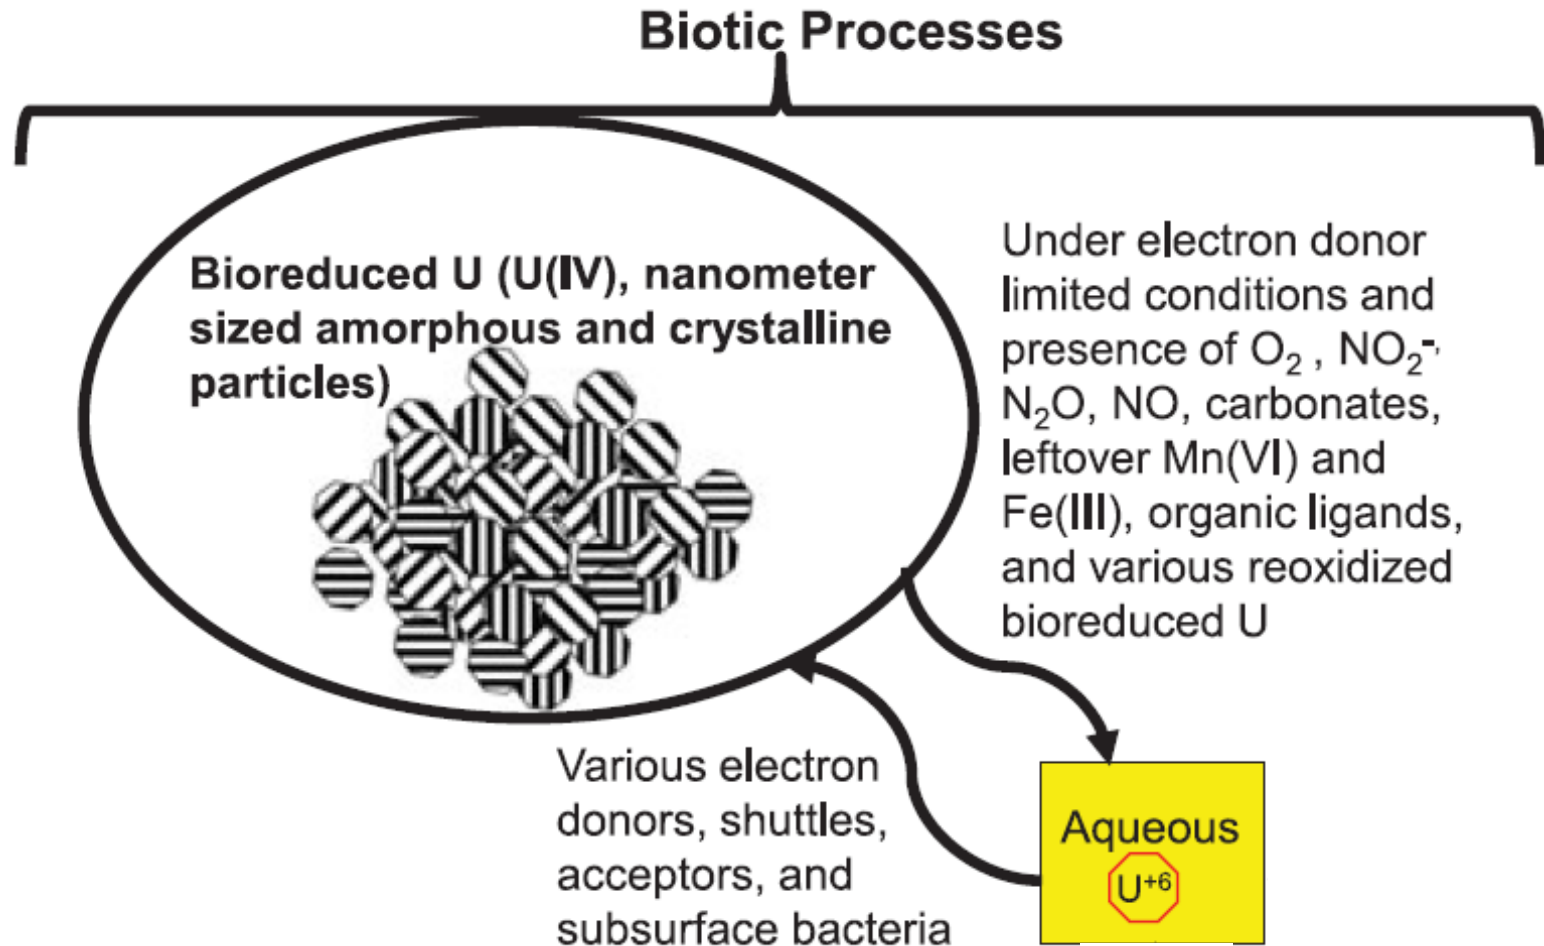 Biotic Processes
Bioreduced U (U(IV), nanometer
sized amorphous and crystalline
particles)
Under electron donor
limited conditions and
presence of O₂ , NO₂⁻,
N₂O, NO, carbonates,
leftover Mn(VI) and
Fe(III), organic ligands,
and various reoxidized
bioreduced U
Various electron
donors, shuttles,
acceptors, and
subsurface bacteria
Aqueous
U⁺⁶